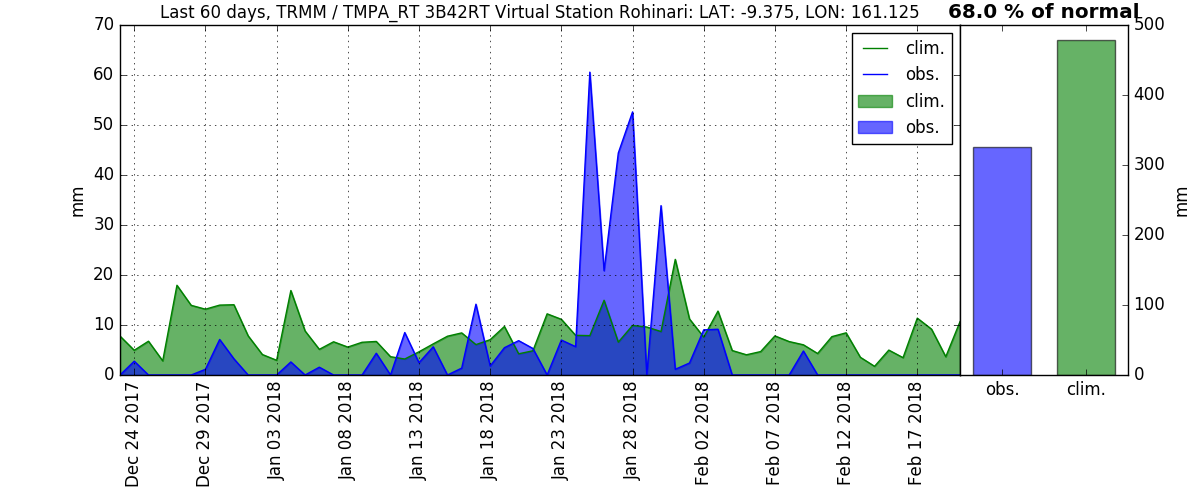 Last 60 days, TRMM / TMPA_RT 3B42RT Virtual Station Rohinari: LAT: -9.375, LON: 161.125
68.0 % of normal
70
60
50
40
30
20
10
0
mm
clim.
obs.
clim.
obs.
500
400
300
200
100
0
mm
obs.
clim.
Dec 24 2017
Dec 29 2017
Jan 03 2018
Jan 08 2018
Jan 13 2018
Jan 18 2018
Jan 23 2018
Jan 28 2018
Feb 02 2018
Feb 07 2018
Feb 12 2018
Feb 17 2018